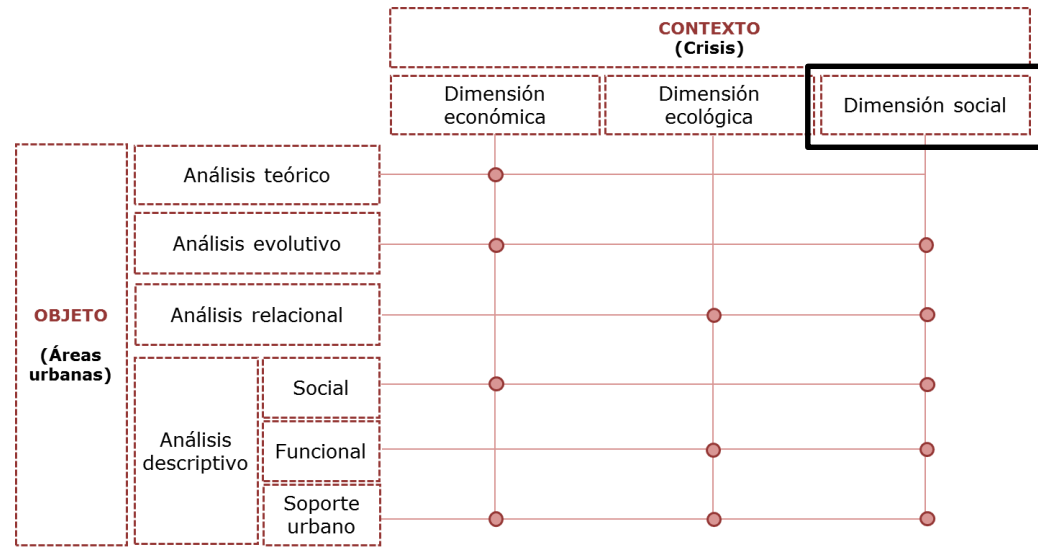 CONTEXTO
(Crisis)
Dimensión
económica
Dimensión
ecológica
Dimensión social
OBJETO
(Áreas
urbanas)
Análisis teórico
Análisis evolutivo
Análisis relacional
Análisis
descriptivo
Social
Funcional
Soporte
urbano